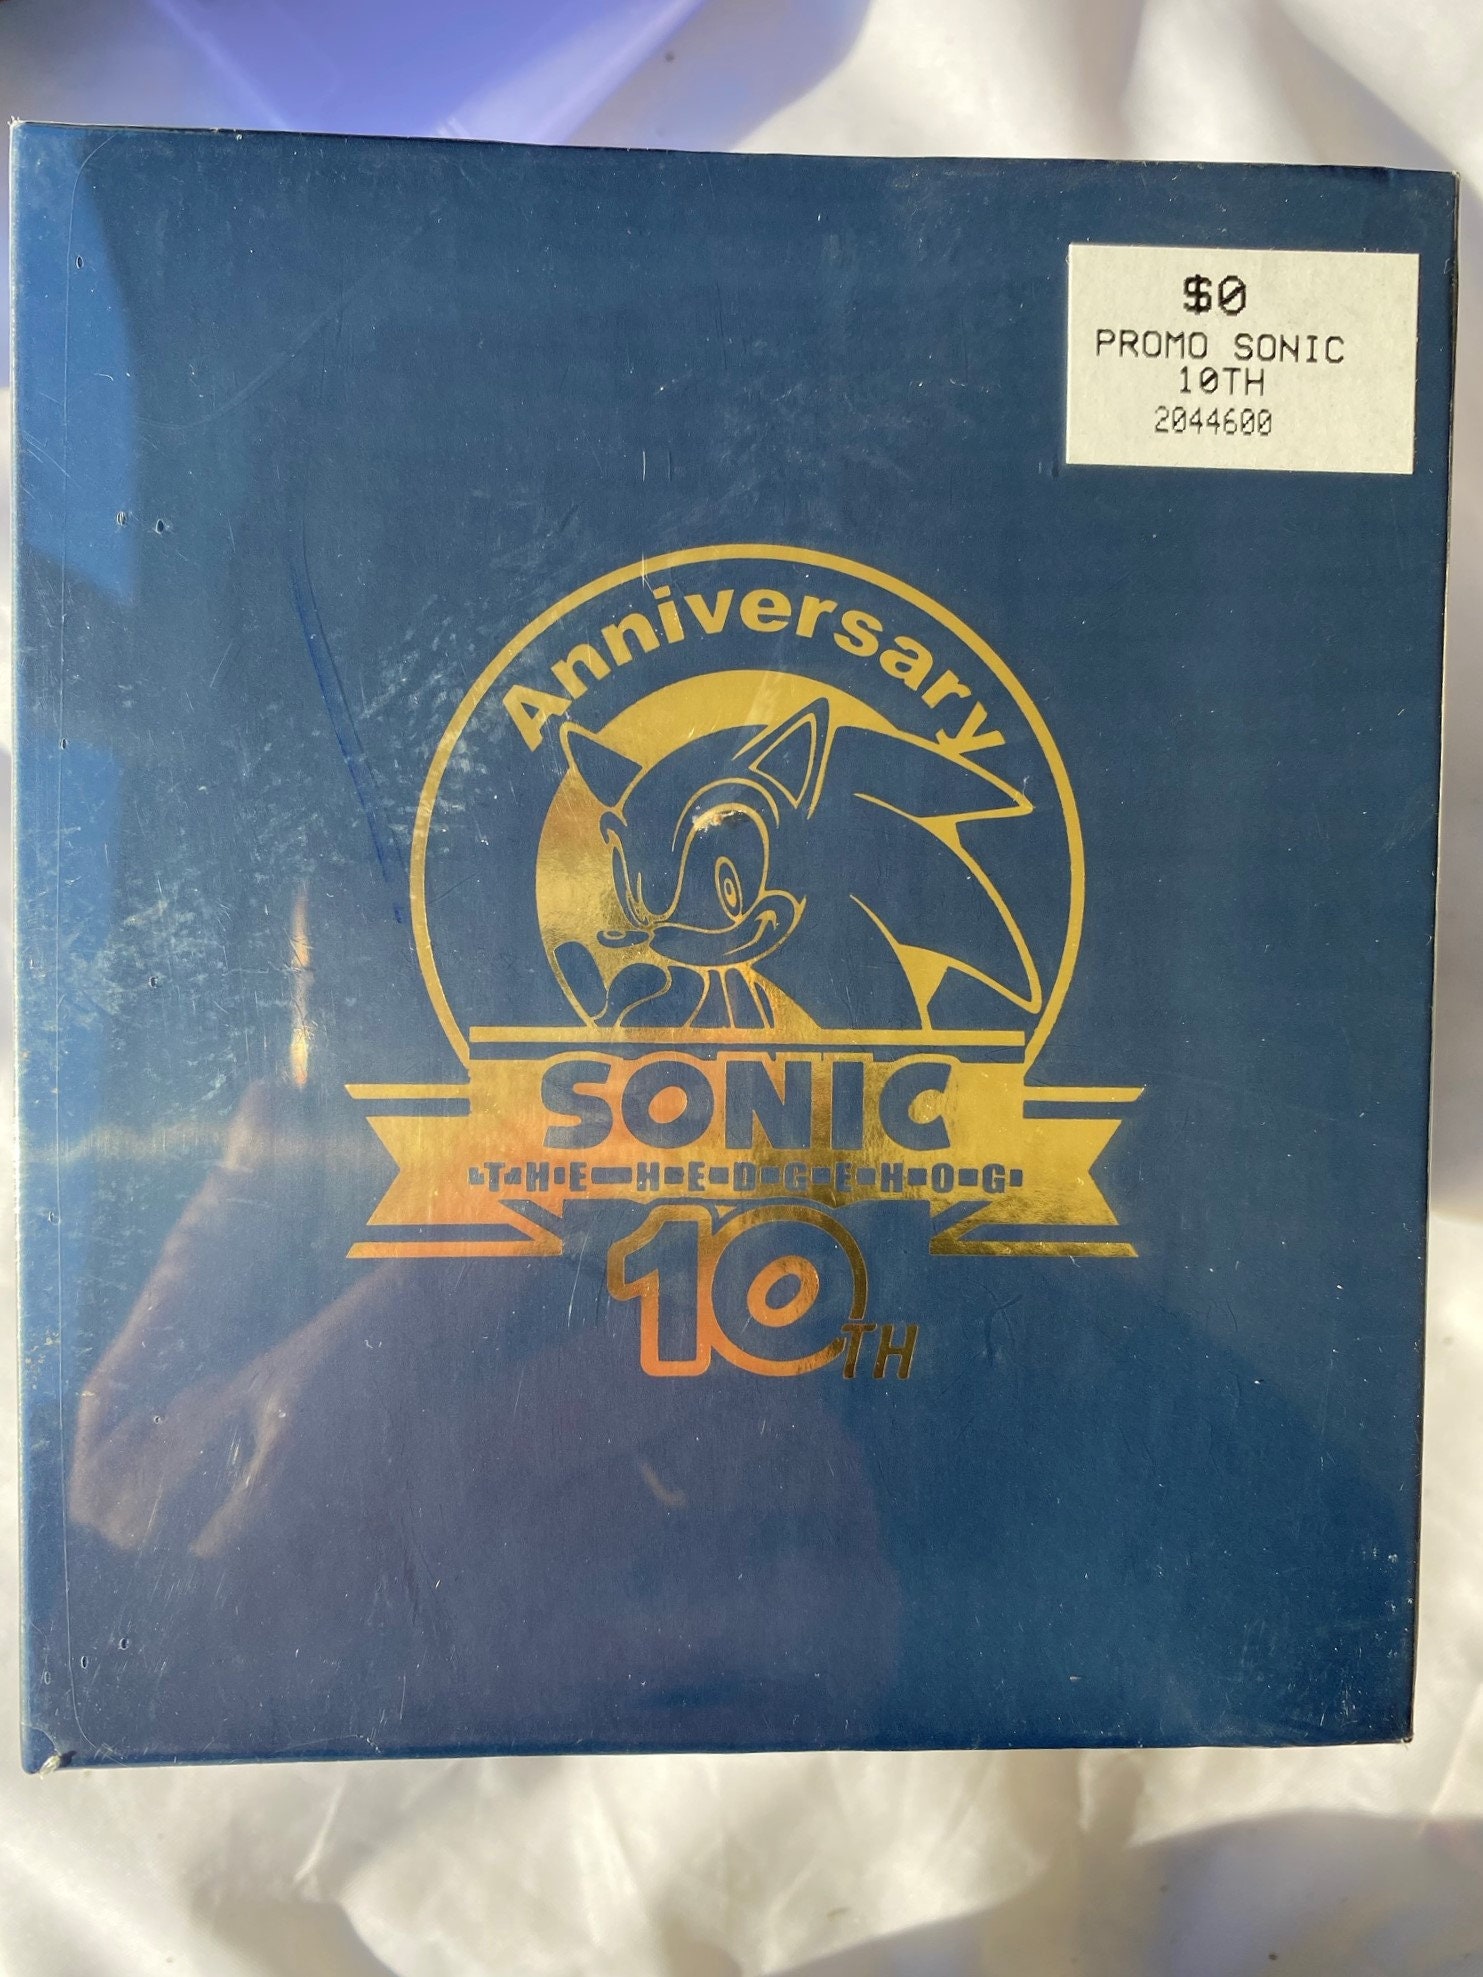 $0
PROMO SONIC
10TH
2044600
Anniversary
SONIC
THE HEDGEHOG
10TH